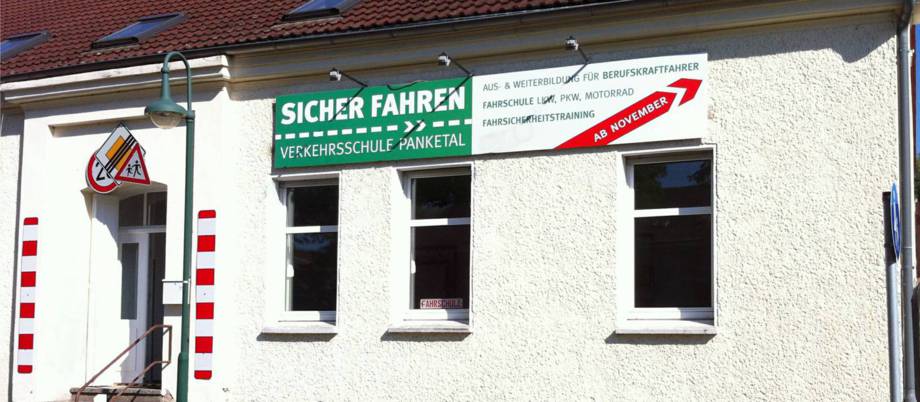 SICHER FAHREN
VERKEHRSSCHULE PANKETAL
AUS- & WEITERBILDUNG FÜR BERUFSKRAFTFAHRER
FAHRSCHULE LKW, PKW, MOTORRAD
FAHRSICHERHEITSTRAINING
AB NOVEMBER
FAHRSCHULE